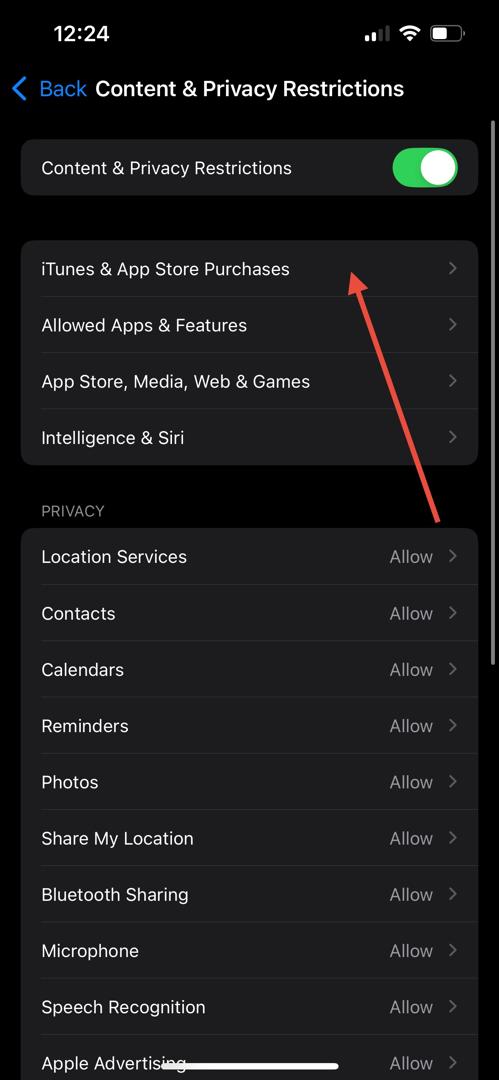 12:24
Back Content & Privacy Restrictions
Content & Privacy Restrictions
iTunes & App Store Purchases
Allowed Apps & Features
App Store, Media, Web & Games
Intelligence & Siri
PRIVACY
Location Services Allow
Contacts Allow
Calendars Allow
Reminders Allow
Photos Allow
Share My Location Allow
Bluetooth Sharing Allow
Microphone Allow
Speech Recognition Allow
Apple Advertising Allow